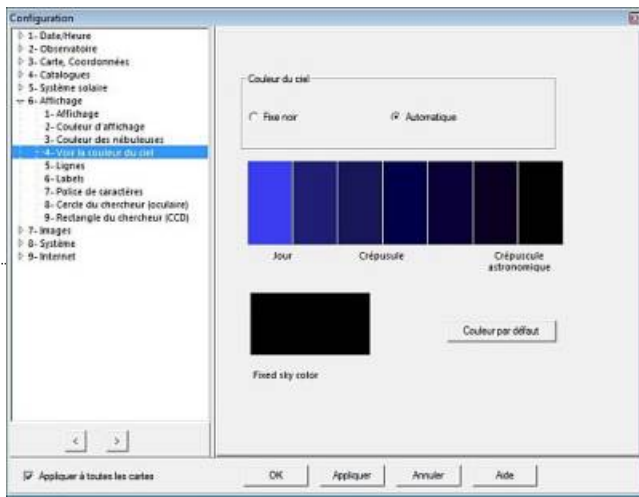 Configuration
1- Date/Heure
2- Observatoire
3- Carte, Coordonnées
4- Catalogues
5- Système solaire
6- Affichage
1- Affichage
2- Couleur d'affichage
3- Couleur des nébuleuses
4- Voir la couleur du ciel
5- Lignes
6- Labels
7- Police de caractères
8- Cercle du chercheur (oculaire)
9- Rectangle du chercheur (CCD)
7- Images
8- Système
9- Internet
< >
Couleur du ciel
Fixe noir Automatique
Jour Crépusule Crépuscule
astronomique
Couleur par défaut
Fixed sky color
Appliquer à toutes les cartes OK Appliquer Annuler Aide